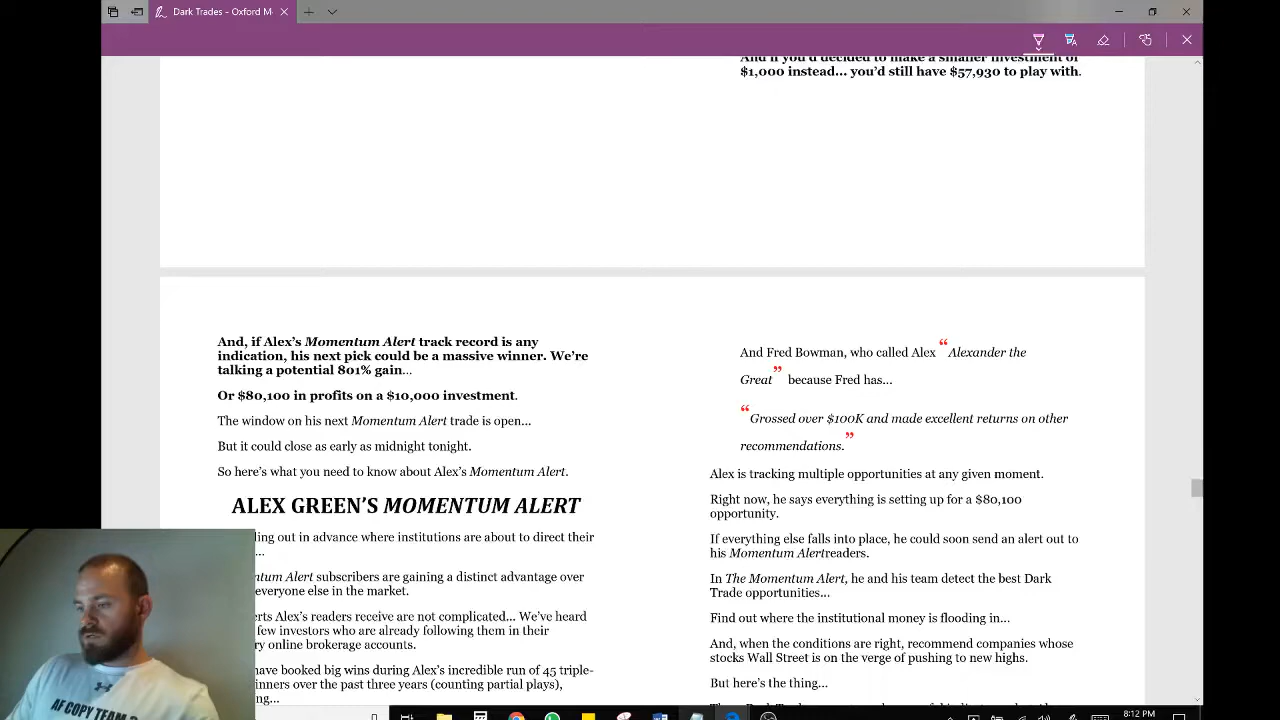 Dark Trades - Oxford M
And if you'd decided to make a smaller investment of
$1,000 instead... you'd still have $57,930 to play with.
And, if Alex's Momentum Alert track record is any
indication, his next pick could be a massive winner. We're
talking a potential 801% gain...
Or $80,100 in profits on a $10,000 investment.
The window on his next Momentum Alert trade is open...
But it could close as early as midnight tonight.
So here's what you need to know about Alex's Momentum Alert.
ALEX GREEN'S MOMENTUM ALERT
out in advance where institutions are about to direct their
...
Alert subscribers are gaining a distinct advantage over
everyone else in the market.
Alex's readers receive are not complicated... We've heard
few investors who are already following them in their
online brokerage accounts.
have booked big wins during Alex's incredible run of 45 triple-
over the past three years (counting partial plays),
...
And Fred Bowman, who called Alex “Alexander the
Great” because Fred has...
“Grossed over $100K and made excellent returns on other
recommendations.”
Alex is tracking multiple opportunities at any given moment.
Right now, he says everything is setting up for a $80,100
opportunity.
If everything else falls into place, he could soon send an alert out to
his Momentum Alertreaders.
In The Momentum Alert, he and his team detect the best Dark
Trade opportunities...
Find out where the institutional money is flooding in...
And, when the conditions are right, recommend companies whose
stocks Wall Street is on the verge of pushing to new highs.
But here's the thing...
AF COPY TEAM
8:12 PM